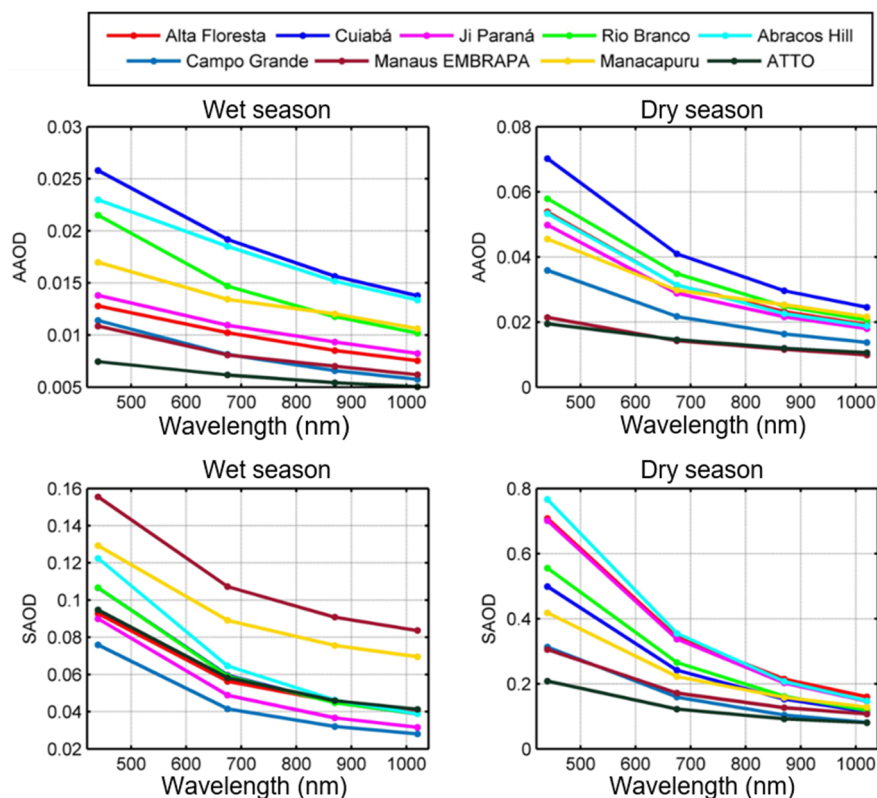 Alta Floresta Cuiabá Ji Paraná Rio Branco Abracos Hill
Campo Grande Manaus EMBRAPA Manacapuru ATTO
Wet season
0.03
0.025
0.02
0.015
0.01
0.005
AAOD
500 600 700 800 900 1000
Wavelength (nm)
Dry season
0.08
0.06
0.04
0.02
0
AAOD
500 600 700 800 900 1000
Wavelength (nm)
Wet season
0.16
0.14
0.12
0.1
0.08
0.06
0.04
0.02
SAOD
500 600 700 800 900 1000
Wavelength (nm)
Dry season
0.8
0.6
0.4
0.2
0
SAOD
500 600 700 800 900 1000
Wavelength (nm)